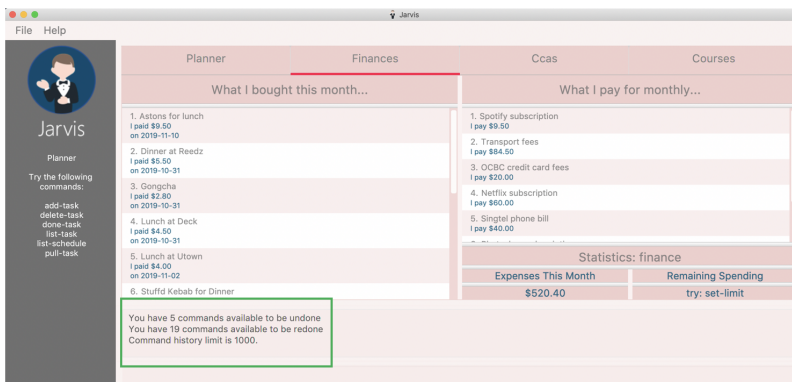 Jarvis
File Help
Jarvis
Planner
Try the following
commands:
add-task
delete-task
done-task
list-task
list-schedule
pull-task
Planner
Finances
Ccas
Courses
What I bought this month...
1. Astons for lunch
I paid $9.50
on 2019-11-10
2. Dinner at Reedz
I paid $5.50
on 2019-10-31
3. Gongcha
I paid $2.80
on 2019-10-31
4. Lunch at Deck
I paid $4.50
on 2019-10-31
5. Lunch at Utown
I paid $4.00
on 2019-11-02
6. Stuffd Kebab for Dinner
What I pay for monthly...
1. Spotify subscription
I pay $9.50
2. Transport fees
I pay $84.50
3. OCBC credit card fees
I pay $20.00
4. Netflix subscription
I pay $60.00
5. Singtel phone bill
I pay $40.00
Statistics: finance
Expenses This Month
Remaining Spending
$520.40
try: set-limit
You have 5 commands available to be undone
You have 19 commands available to be redone
Command history limit is 1000.